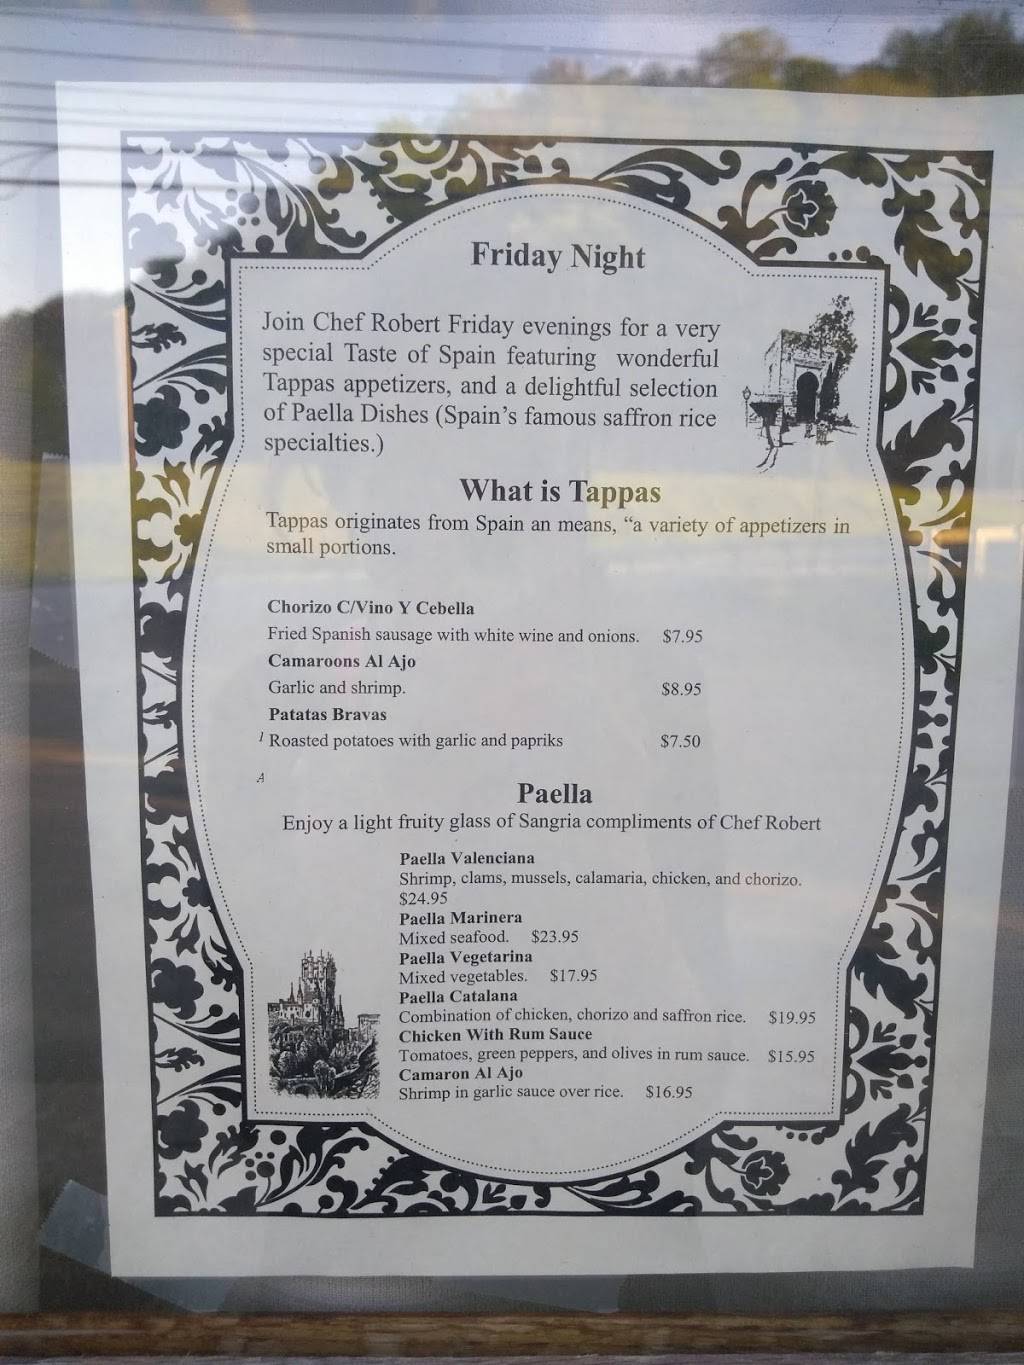 Friday Night
Join Chef Robert Friday evenings for a very
special Taste of Spain featuring wonderful
Tappas appetizers, and a delightful selection
of Paella Dishes (Spain's famous saffron rice
specialties.)
What is Tappas
Tappas originates from Spain an means, “a variety of appetizers in
small portions.
Chorizo C/Vino Y Cebella
Fried Spanish sausage with white wine and onions. $7.95
Camaroons Al Ajo
Garlic and shrimp. $8.95
Patatas Bravas
1 Roasted potatoes with garlic and papriks $7.50
A
Paella
Enjoy a light fruity glass of Sangria compliments of Chef Robert
Paella Valenciana
Shrimp, clams, mussels, calamaria, chicken, and chorizo.
$24.95
Paella Marinera
Mixed seafood. $23.95
Paella Vegetarina
Mixed vegetables. $17.95
Paella Catalana
Combination of chicken, chorizo and saffron rice. $19.95
Chicken With Rum Sauce
Tomatoes, green peppers, and olives in rum sauce. $15.95
Camaron Al Ajo
Shrimp in garlic sauce over rice. $16.95